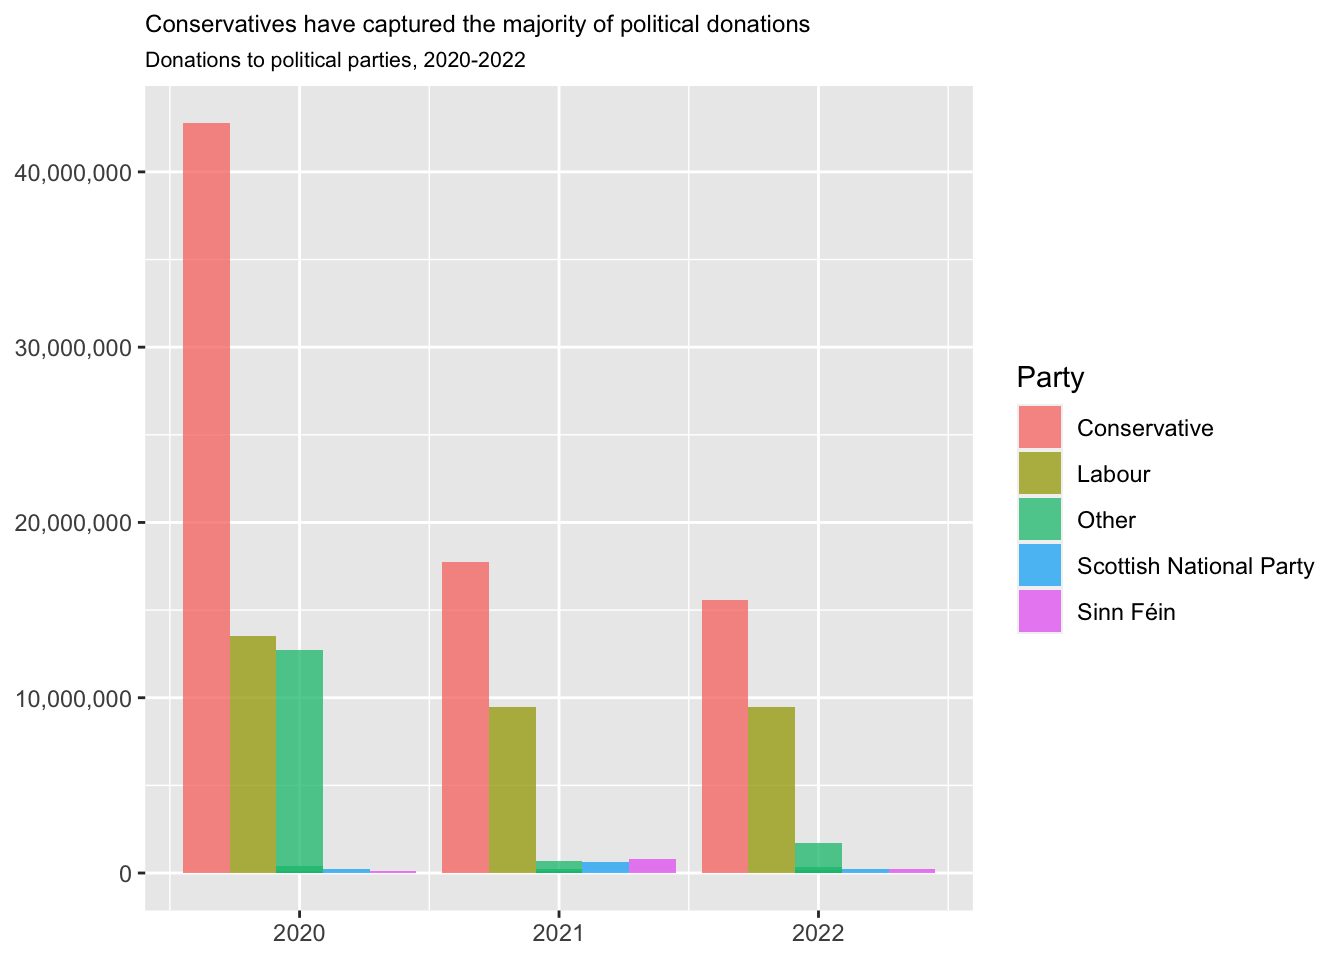 Conservatives have captured the majority of political donations
Donations to political parties, 2020-2022
40,000,000
30,000,000
20,000,000
10,000,000
0
2020
2021
2022
Party
Conservative
Labour
Other
Scottish National Party
Sinn Féin